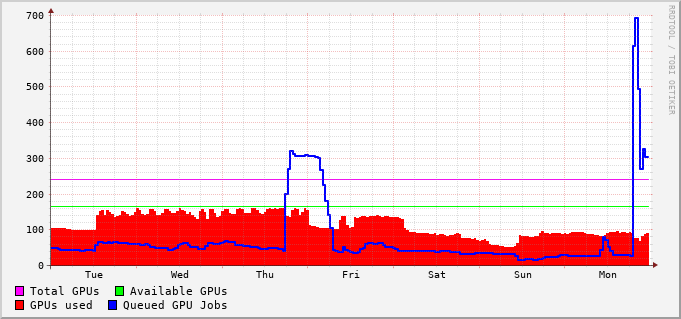 700
600
500
400
300
200
100
0
Tue Wed Thu Fri Sat Sun Mon
Total GPUs Available GPUs
GPUs used Queued GPU Jobs
RRDTOOL / TOBI OETIKER